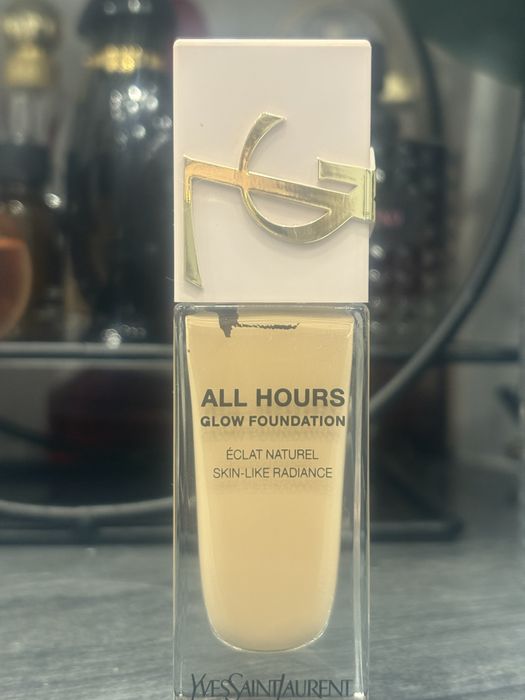 ALL HOURS
GLOW FOUNDATION
ÉCLAT NATUREL
SKIN-LIKE RADIANCE
YVESSAINTLAURENT